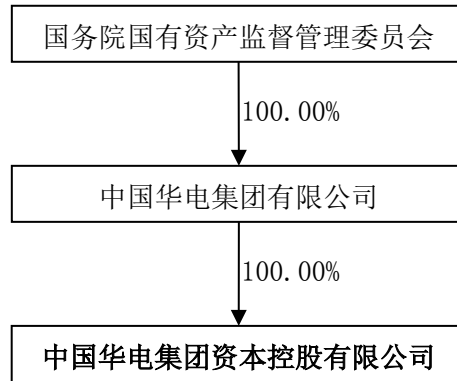 国务院国有资产监督管理委员会
100.00%
中国华电集团有限公司
100.00%
中国华电集团资本控股有限公司